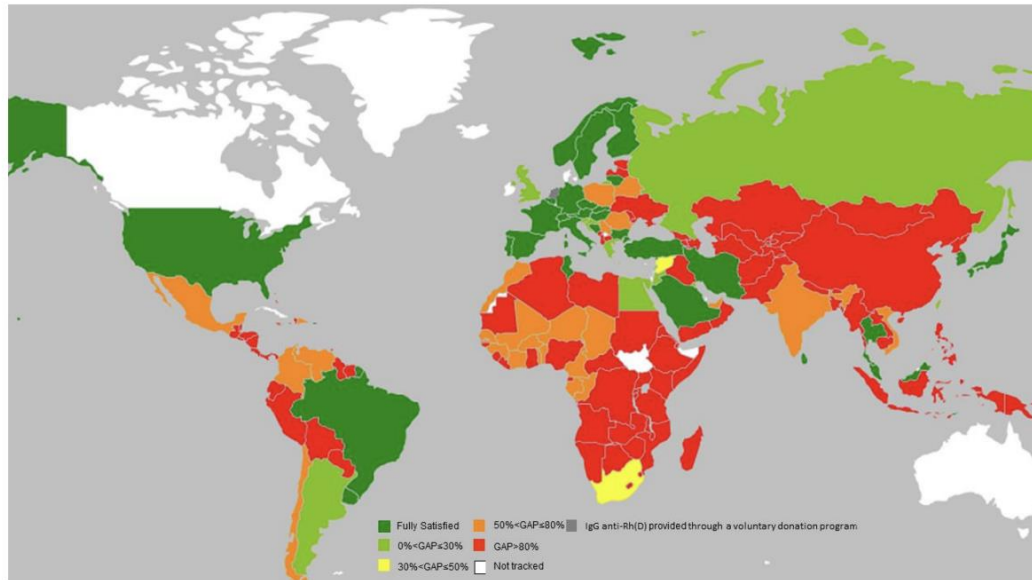 Fully Satisfied
50%<GAP≤80%
IgG anti-Rh(D) provided through a voluntary donation program
0%<GAP≤30%
GAP>80%
30%<GAP≤50%
Not tracked